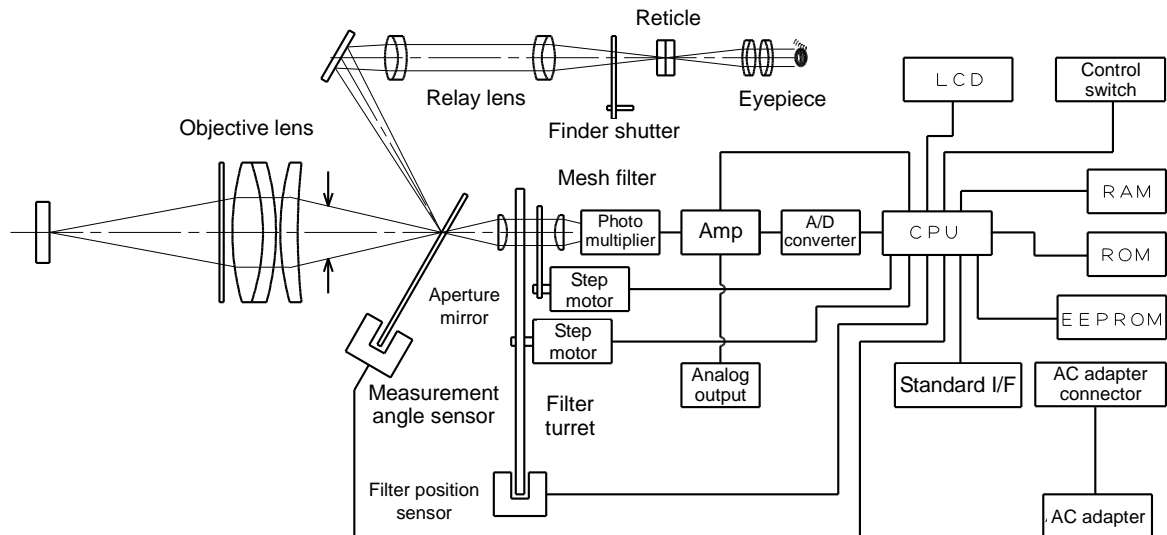 Reticle
Relay lens
Eyepiece
Finder shutter
Objective lens
LCD
Control
switch
Mesh filter
RAM
Photo
multiplier
Amp
A/D
converter
CPU
ROM
Step
motor
Aperture
mirror
EEPROM
Step
motor
Analog
output
Standard I/F
AC adapter
connector
Measurement
angle sensor
Filter
turret
Filter position
sensor
AC adapter